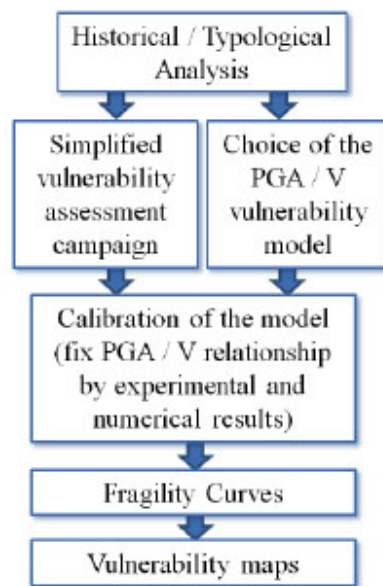 Historical / Typological
Analysis
Simplified
vulnerability
assessment
campaign
Choice of the
PGA / V
vulnerability
model
Calibration of the model
(fix PGA / V relationship
by experimental and
numerical results)
Fragility Curves
Vulnerability maps